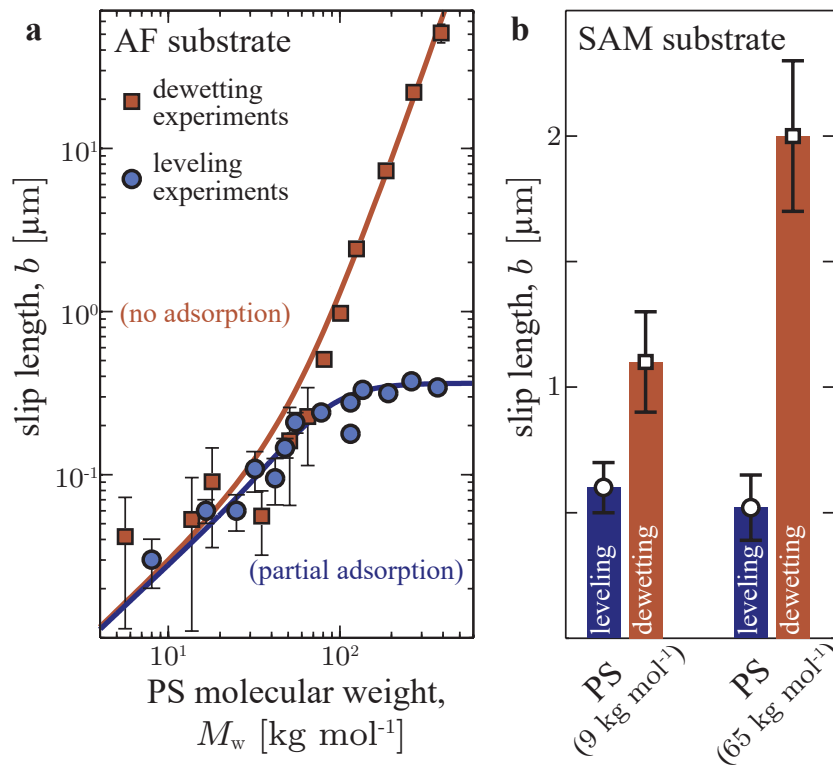 a
AF substrate
dewetting
experiments
leveling
experiments
(no adsorption)
(partial adsorption)
10¹
10⁰
10⁻¹
slip length, b [μm]
10¹
10²
PS molecular weight,
Mw [kg mol⁻¹]
b
SAM substrate
2
1
slip length, b [μm]
leveling
dewetting
leveling
dewetting
PS
(9 kg mol⁻¹)
PS
(65 kg mol⁻¹)